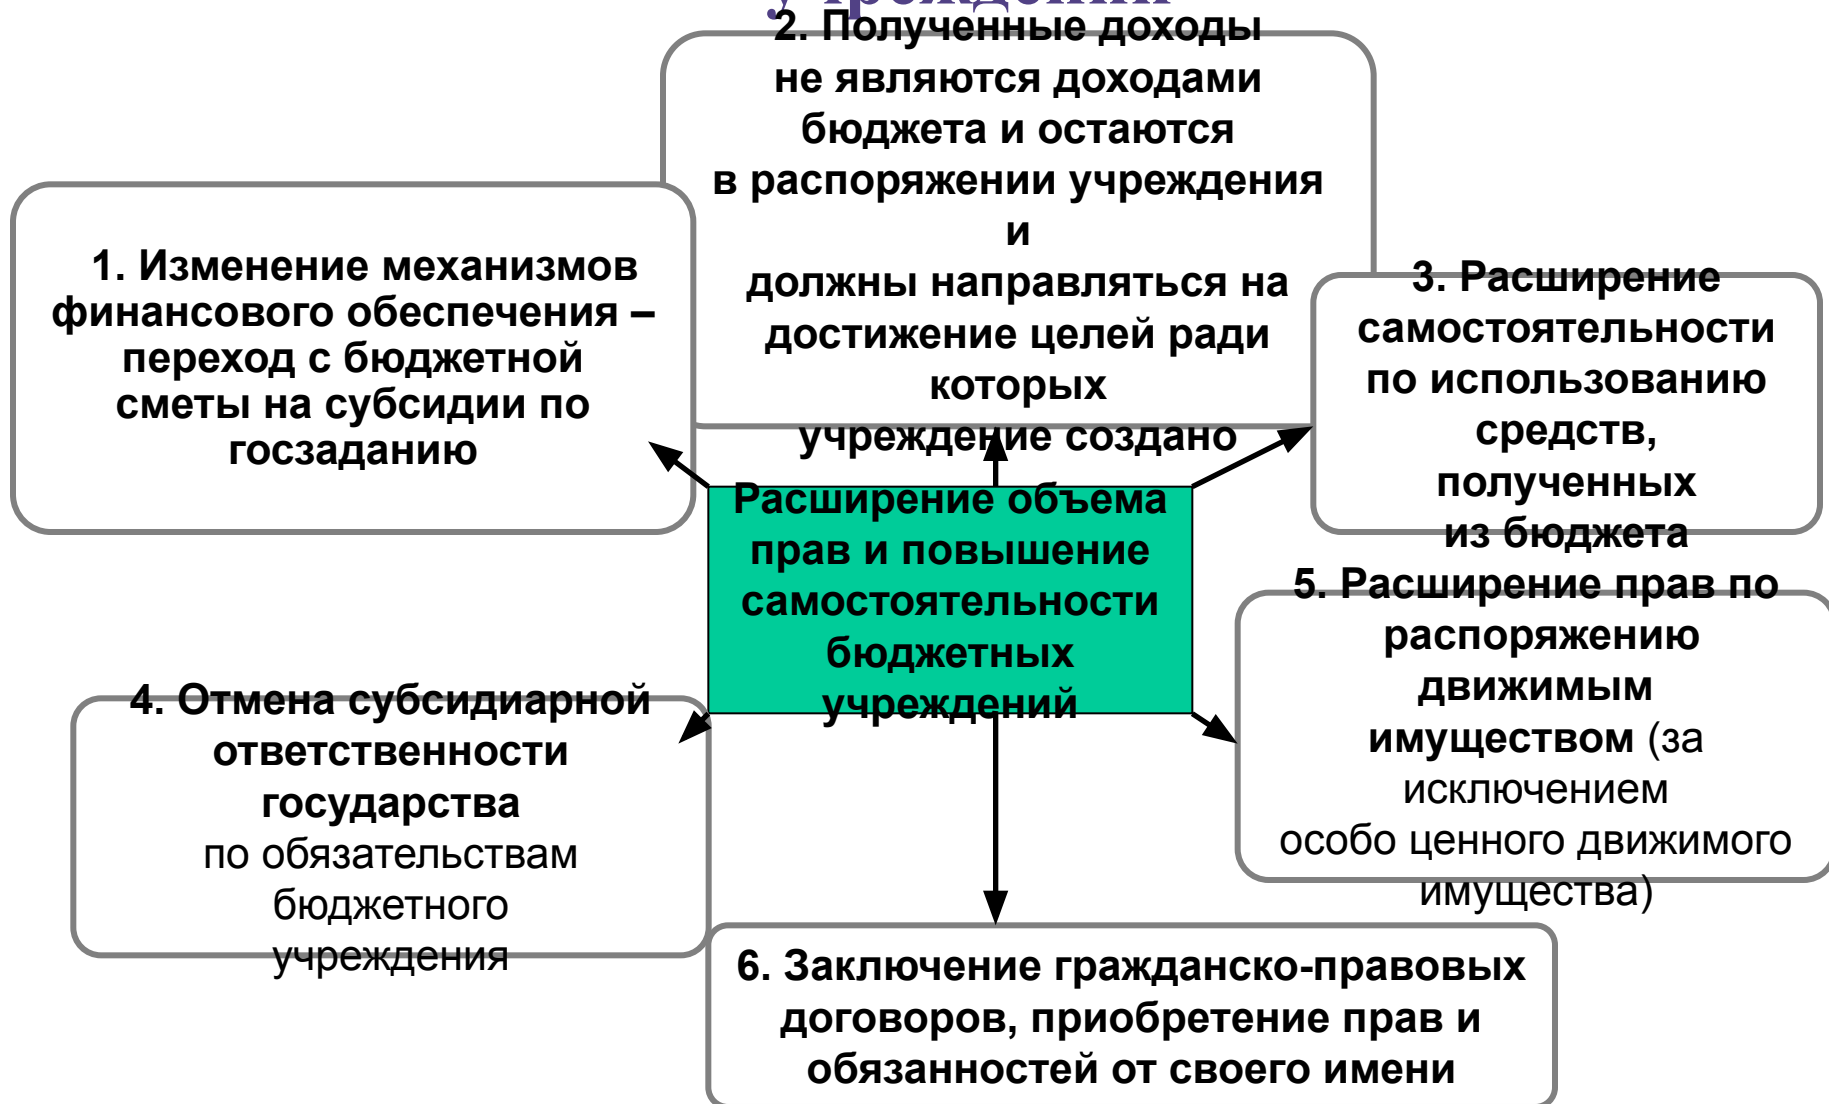 2. Полученные доходы
не являются доходами
бюджета и остаются
в распоряжении учреждения
и
должны направляться на
достижение целей ради
которых
учреждение создано
1. Изменение механизмов
финансового обеспечения –
переход с бюджетной
сметы на субсидии по
госзаданию
3. Расширение
самостоятельности
по использованию
средств,
полученных
из бюджета
Расширение объема
прав и повышение
самостоятельности
бюджетных
учреждений
4. Отмена субсидиарной
ответственности
государства
по обязательствам
бюджетного
учреждения
5. Расширение прав по
распоряжению
движимым
имуществом (за
исключением
особо ценного движимого
имущества)
6. Заключение гражданско-правовых
договоров, приобретение прав и
обязанностей от своего имени